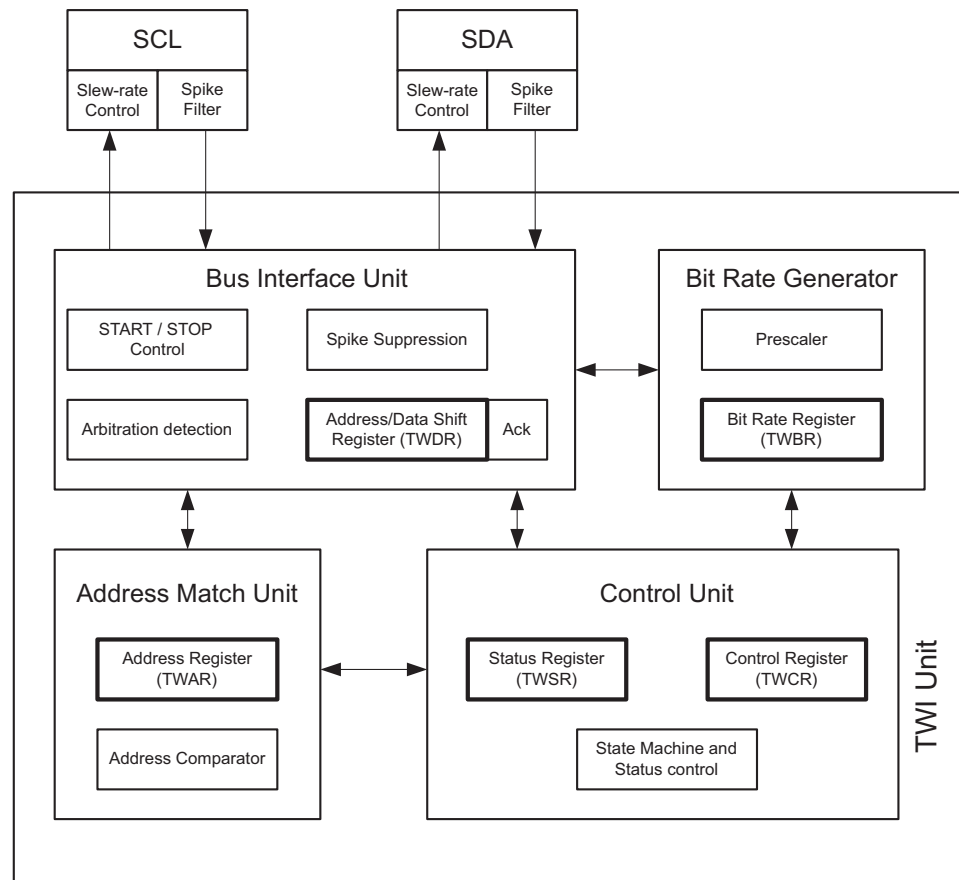 SCL
SDA
Slew-rate
Control
Spike
Filter
Slew-rate
Control
Spike
Filter
Bus Interface Unit
START / STOP
Control
Spike Suppression
Arbitration detection
Address/Data Shift
Register (TWDR)
Ack
Bit Rate Generator
Prescaler
Bit Rate Register
(TWBR)
Address Match Unit
Address Register
(TWAR)
Address Comparator
Control Unit
Status Register
(TWSR)
Control Register
(TWCR)
State Machine and
Status control
TWI Unit